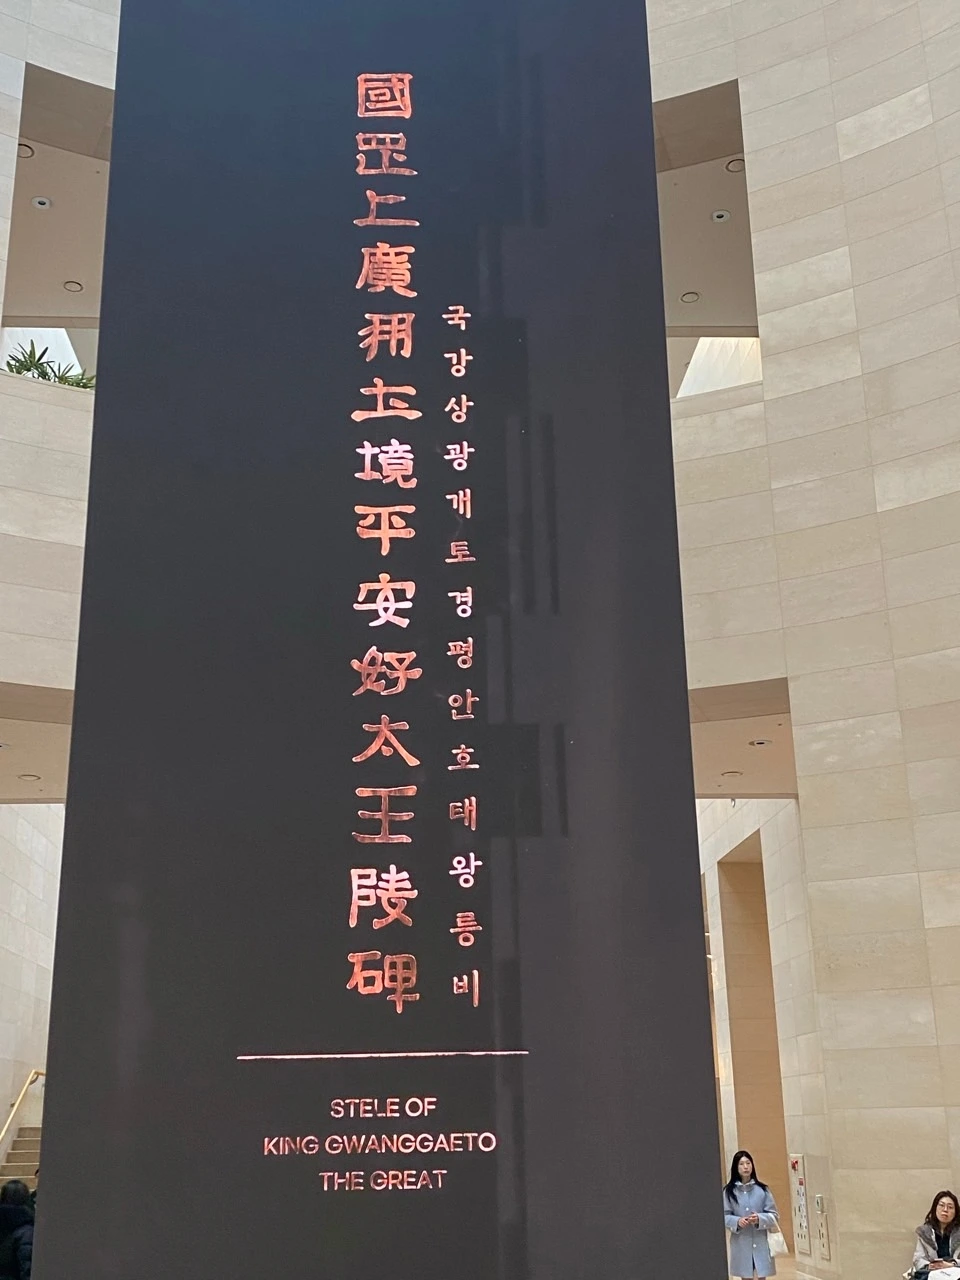 國罡上廣開土境平安好太王陵碑
국강상광개토경평안호태왕릉비
STELE OF
KING GWANGGAETO
THE GREAT